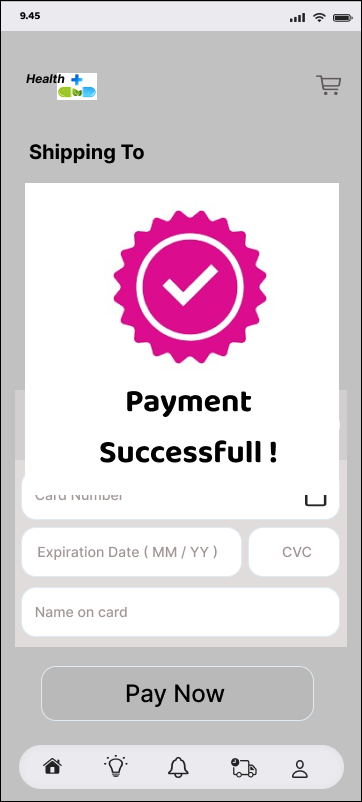 9.45
Health
Shipping To
Payment
Successfull !
Card Number
Expiration Date ( MM / YY )
CVC
Name on card
Pay Now